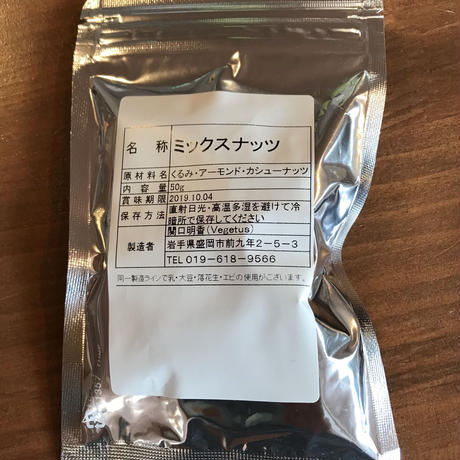 名 称 ミックスナッツ
原材料名 くるみ・アーモンド・カシューナッツ
内容量 50g
賞味期限 2019.10.04
保存方法 直射日光・高温多湿を避けて冷
暗所で保存してください
製造者 関口明香(Vegetus)
岩手県盛岡市前九年2-5-3
TEL 019-618-9566
同一製造ラインで乳・大豆・落花生・エビの使用がございます。